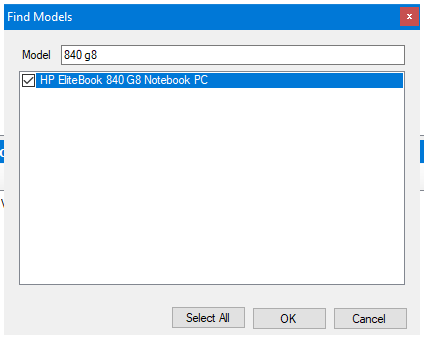 Find Models
x
Model 840 g8
HP EliteBook 840 G8 Notebook PC
Select All OK Cancel